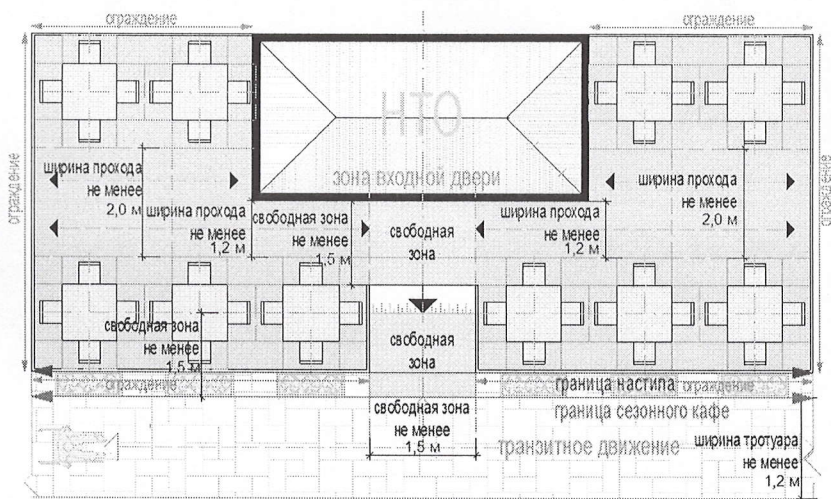 ограждение
ограждение
ограждение
ограждение
НТО
зона входной двери
ширина прохода
не менее
2,0 м
ширина прохода
не менее
1,2 м
свободная зона
не менее
1,5 м
свободная
зона
ширина прохода
не менее
1,2 м
ширина прохода
не менее
2,0 м
свободная зона
не менее
1,5 м
свободная
зона
ограждение
граница настила
ограждение
граница сезонного кафе
свободная зона
не менее
1,5 м
транзитное движение
ширина тротуара
не менее
1,2 м